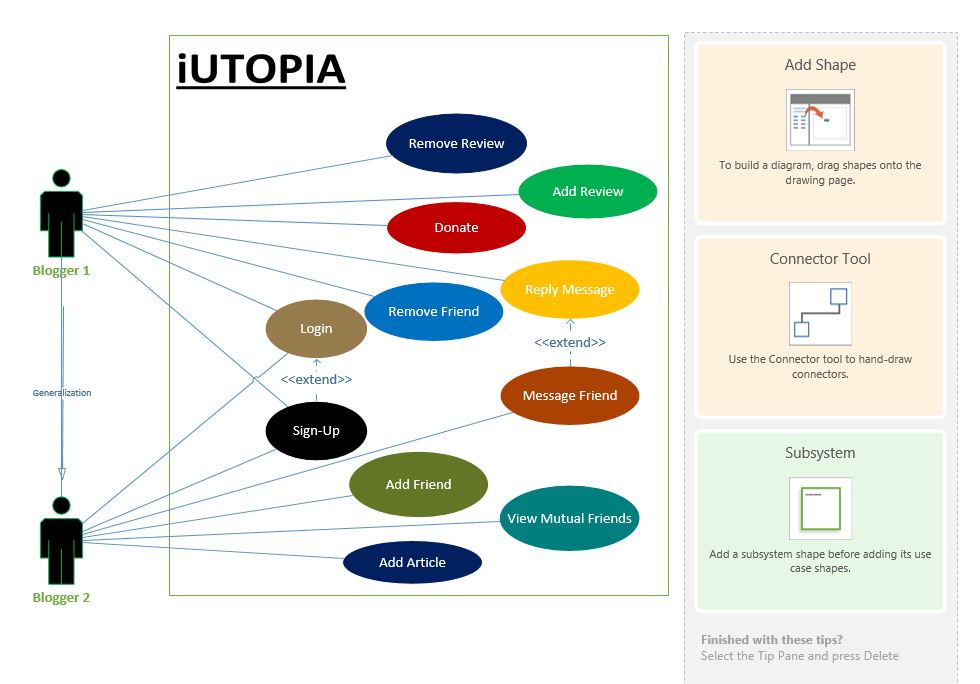 iUTOPIA
Remove Review
Add Review
Donate
Reply Message
Remove Friend
Login
<<extend>>
<<extend>>
Message Friend
Sign-Up
Add Friend
View Mutual Friends
Add Article
Blogger 1
Generalization
Blogger 2
Add Shape
To build a diagram, drag shapes onto the
drawing page.
Connector Tool
Use the Connector tool to hand-draw
connectors.
Subsystem
Add a subsystem shape before adding its use
case shapes.
Finished with these tips?
Select the Tip Pane and press Delete